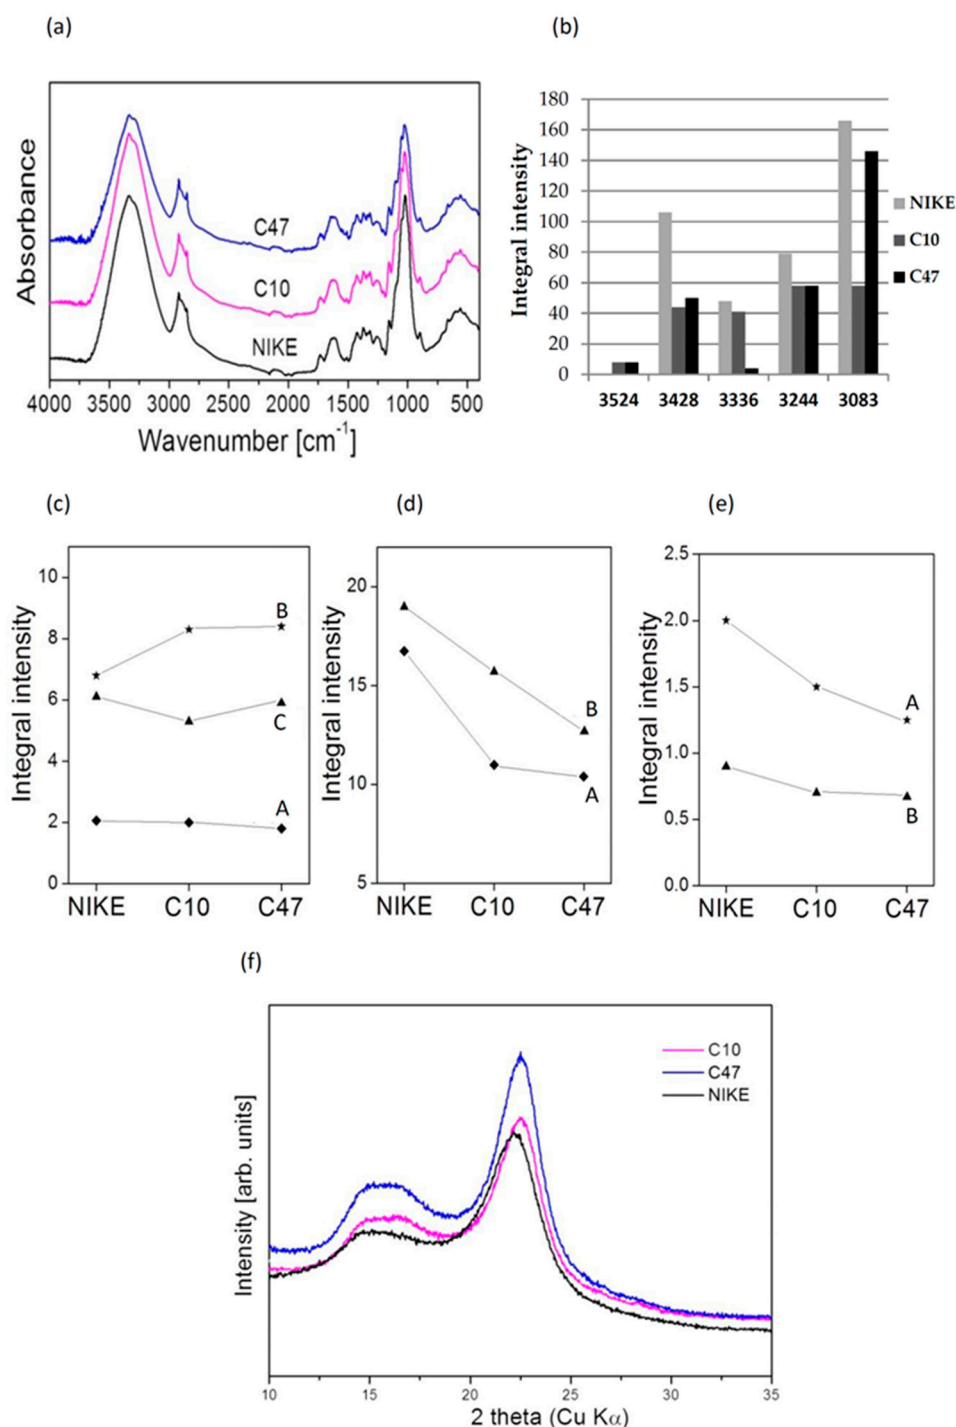 (a)
(b)
Absorbance
C47
C10
NIKE
4000 3500 3000 2500 2000 1500 1000 500
Wavenumber [cm-1]
Integral intensity
180
160
140
120
100
80
60
40
20
0
3524 3428 3336 3244 3083
NIKE
C10
C47
(c)
(d)
(e)
Integral intensity
10
8
6
4
2
0
B
C
A
NIKE C10 C47
Integral intensity
20
15
10
5
B
A
NIKE C10 C47
Integral intensity
2.5
2.0
1.5
1.0
0.5
0.0
A
B
NIKE C10 C47
(f)
Intensity [arb. units]
C10
C47
NIKE
10 15 20 25 30 35
2 theta (Cu Kα)